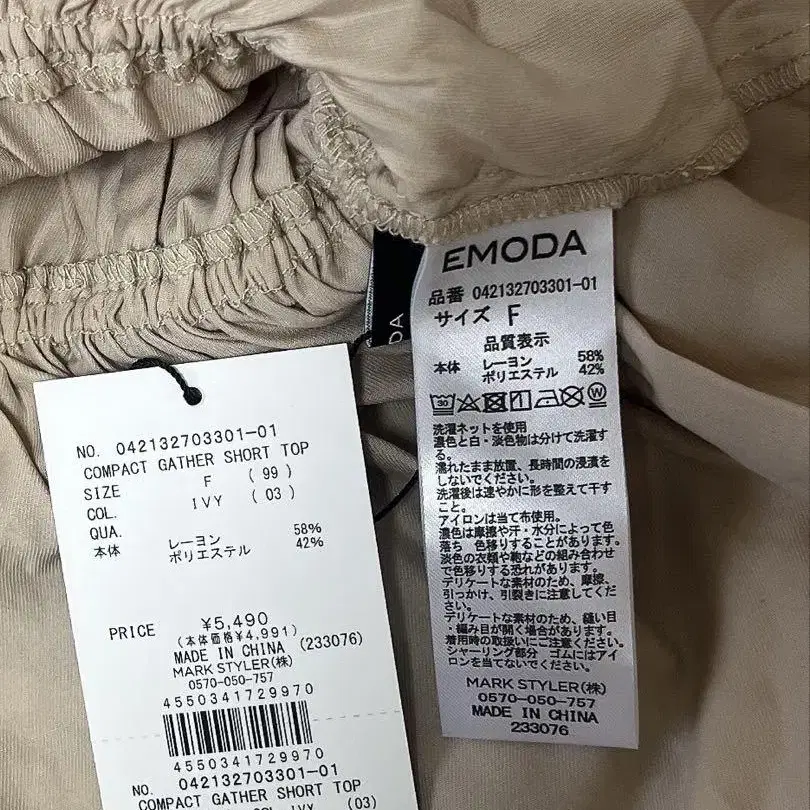 NO. 042132703301-01
COMPACT GATHER SHORT TOP
SIZE F (99)
COL. IVY (03)
QUA.
本体 レーヨン 58%
ポリエステル 42%
PRICE ¥5,490
(本体価格¥4,991)
MADE IN CHINA (233076)
MARK STYLER(株)
0570-050-757
4550341729970
4550341729970
NO. 042132703301-01
COMPACT GATHER SHORT TOP
COL. IVY (03)
ODA
EMODA
品番 042132703301-01
サイズ F
品質表示
本体 レーヨン 58%
ポリエステル 42%
30
W
洗濯ネットを使用
濃色と白・淡色物は分けて洗濯す
る。
濡れたまま放置、長時間の浸漬を
しないでください。
洗濯後は速やかに形を整えて干す
こと。
アイロンは当て布使用。
濃色は摩擦や汗・水分によって色
落ち 色移りすることがあります。
淡色の衣類や鞄などの組み合わせ
で色移りする恐れがあります。
デリケートな素材のため、摩擦、
引っかけ、引裂きに注意してくだ
さい。
デリケートな素材のため、縫い目
・編み目が開く場合があります。
着用時の取扱いにご注意ください。
シャーリング部分 ゴムにはアイ
ロンを当てないでください。
MARK STYLER(株)
0570-050-757
MADE IN CHINA
233076